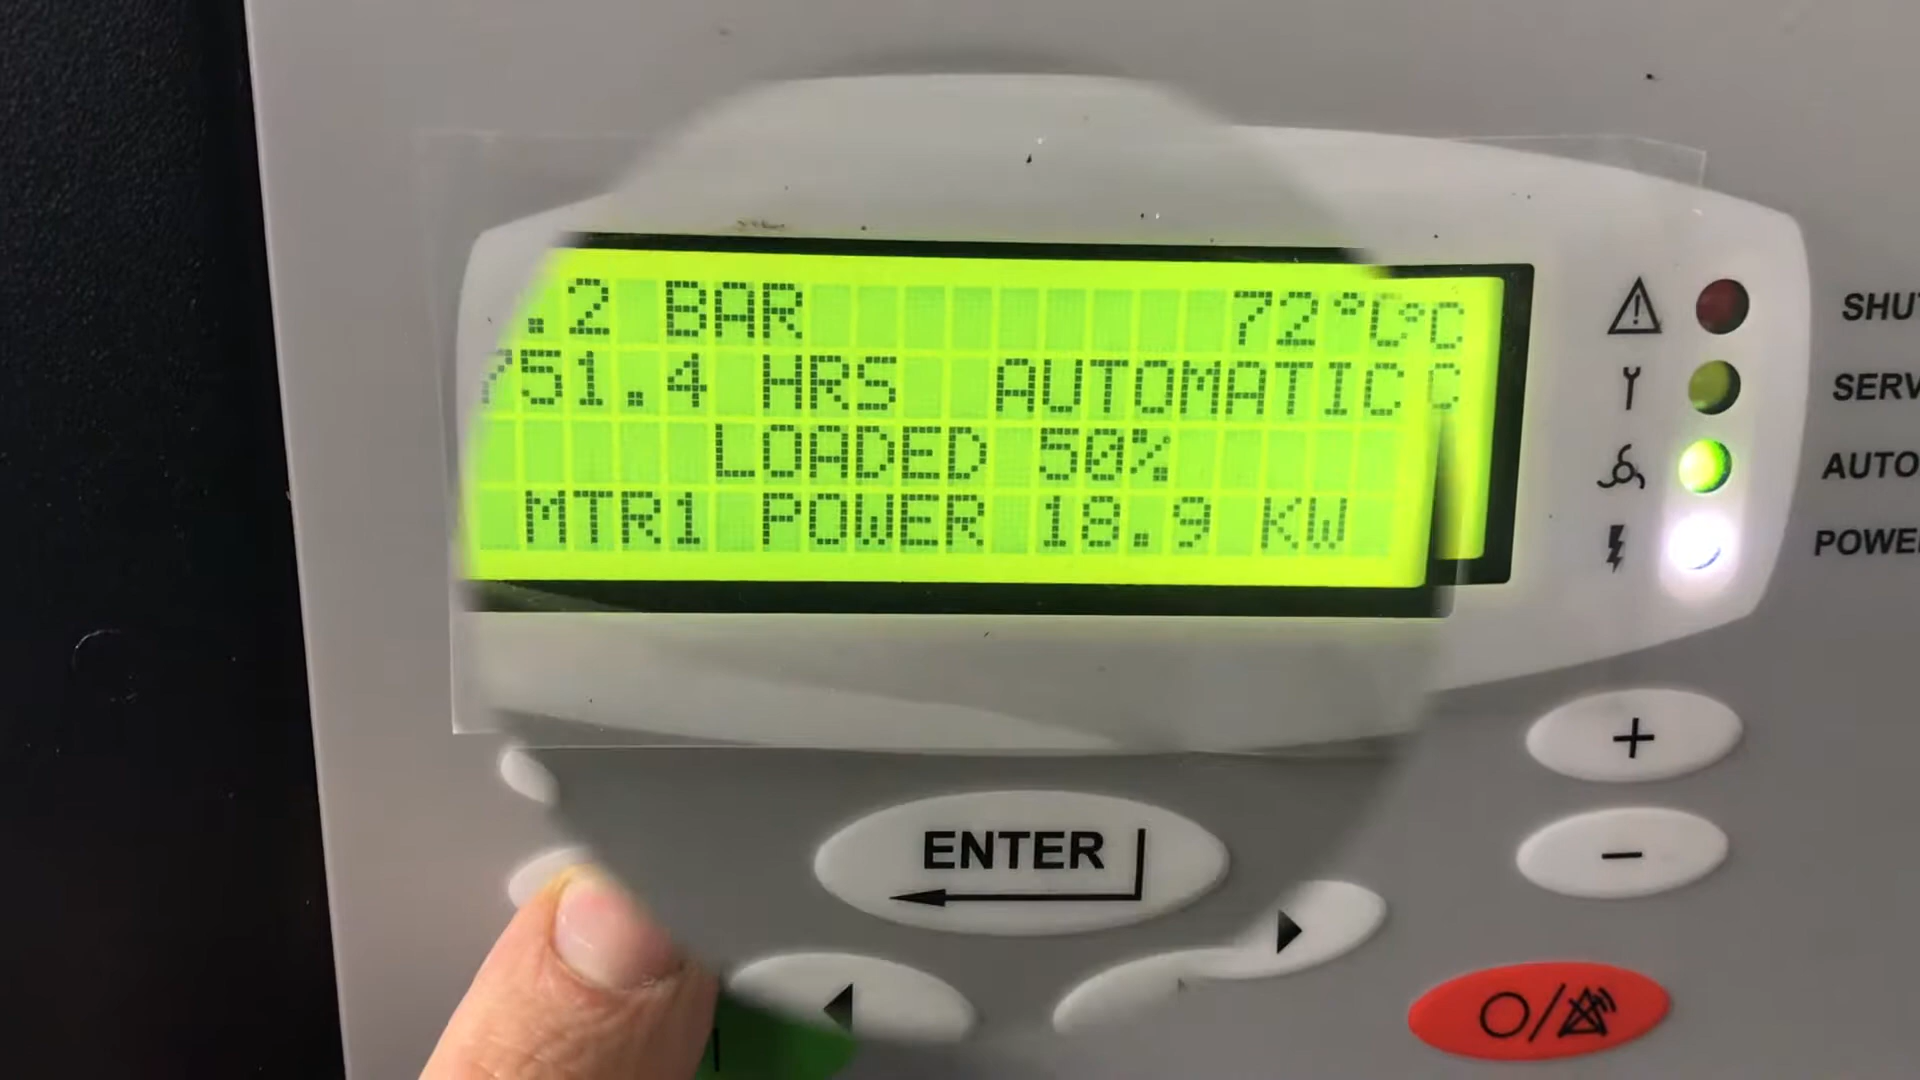 .2 BAR 72°C°C
751.4 HRS AUTOMATIC C
LOADED 50%
MTR1 POWER 18.9 KW
SHU
SERV
AUTO
POWE
ENTER
+
−